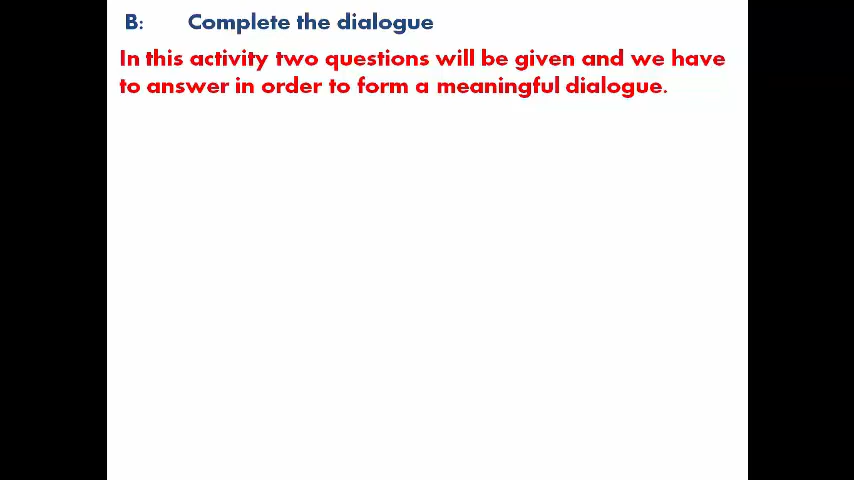 B: Complete the dialogue
In this activity two questions will be given and we have
to answer in order to form a meaningful dialogue.